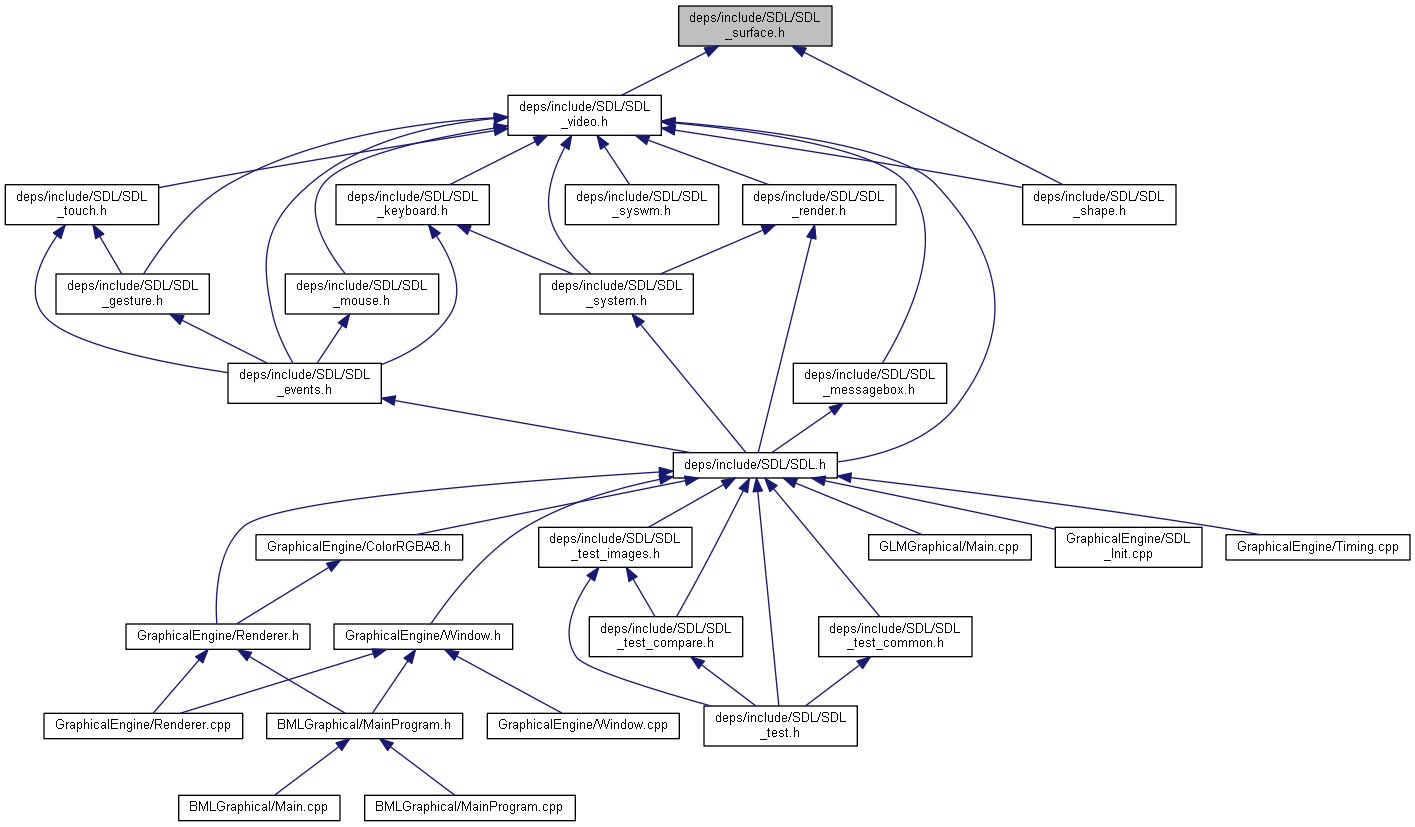 deps/include/SDL/SDL
_surface.h
deps/include/SDL/SDL
_video.h
deps/include/SDL/SDL
_touch.h
deps/include/SDL/SDL
_keyboard.h
deps/include/SDL/SDL
_syswm.h
deps/include/SDL/SDL
_render.h
deps/include/SDL/SDL
_shape.h
deps/include/SDL/SDL
_gesture.h
deps/include/SDL/SDL
_mouse.h
deps/include/SDL/SDL
_system.h
deps/include/SDL/SDL
_events.h
deps/include/SDL/SDL
_messagebox.h
deps/include/SDL/SDL.h
GraphicalEngine/ColorRGBA8.h
deps/include/SDL/SDL
_test_images.h
GLMGraphical/Main.cpp
GraphicalEngine/SDL
_Init.cpp
GraphicalEngine/Timing.cpp
GraphicalEngine/Renderer.h
GraphicalEngine/Window.h
deps/include/SDL/SDL
_test_compare.h
deps/include/SDL/SDL
_test_common.h
GraphicalEngine/Renderer.cpp
BMLGraphical/MainProgram.h
GraphicalEngine/Window.cpp
deps/include/SDL/SDL
_test.h
BMLGraphical/Main.cpp
BMLGraphical/MainProgram.cpp